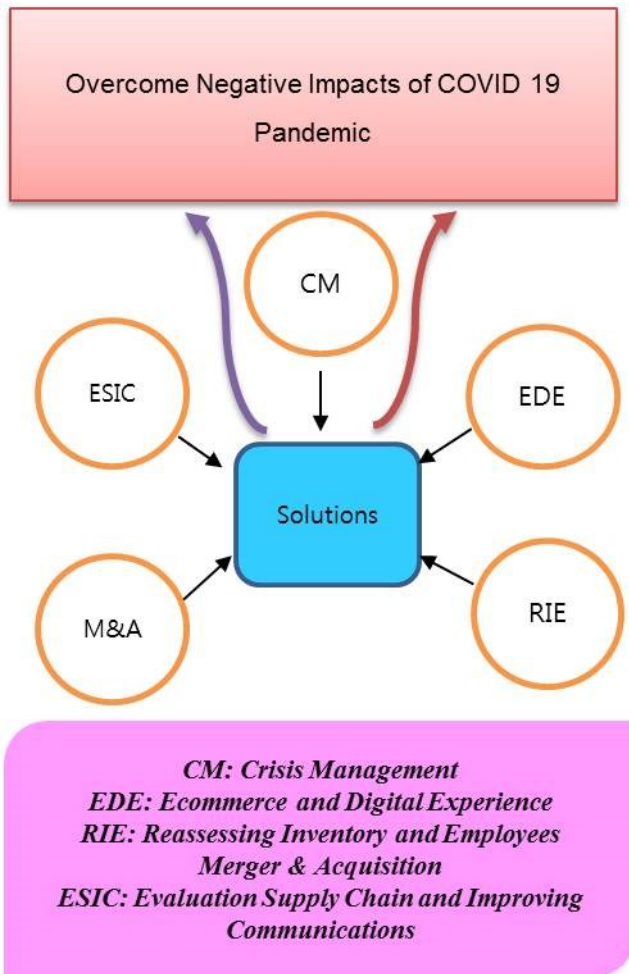 Overcome Negative Impacts of COVID 19
Pandemic
CM
ESIC
EDE
Solutions
M&A
RIE
CM: Crisis Management
EDE: Ecommerce and Digital Experience
RIE: Reassessing Inventory and Employees
Merger & Acquisition
ESIC: Evaluation Supply Chain and Improving
Communications